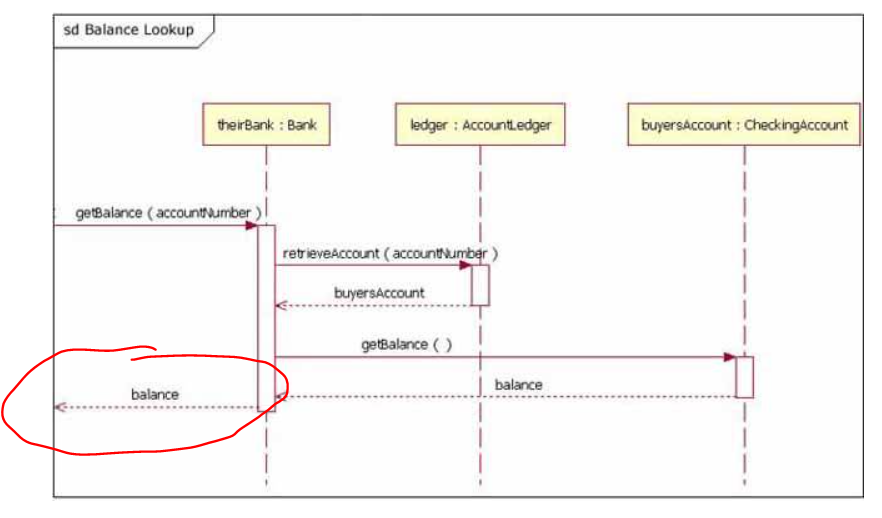 sd Balance Lookup
theirBank : Bank
ledger : AccountLedger
buyersAccount : CheckingAccount
getBalance ( accountNumber )
retrieveAccount ( accountNumber )
buyersAccount
getBalance ( )
balance
balance